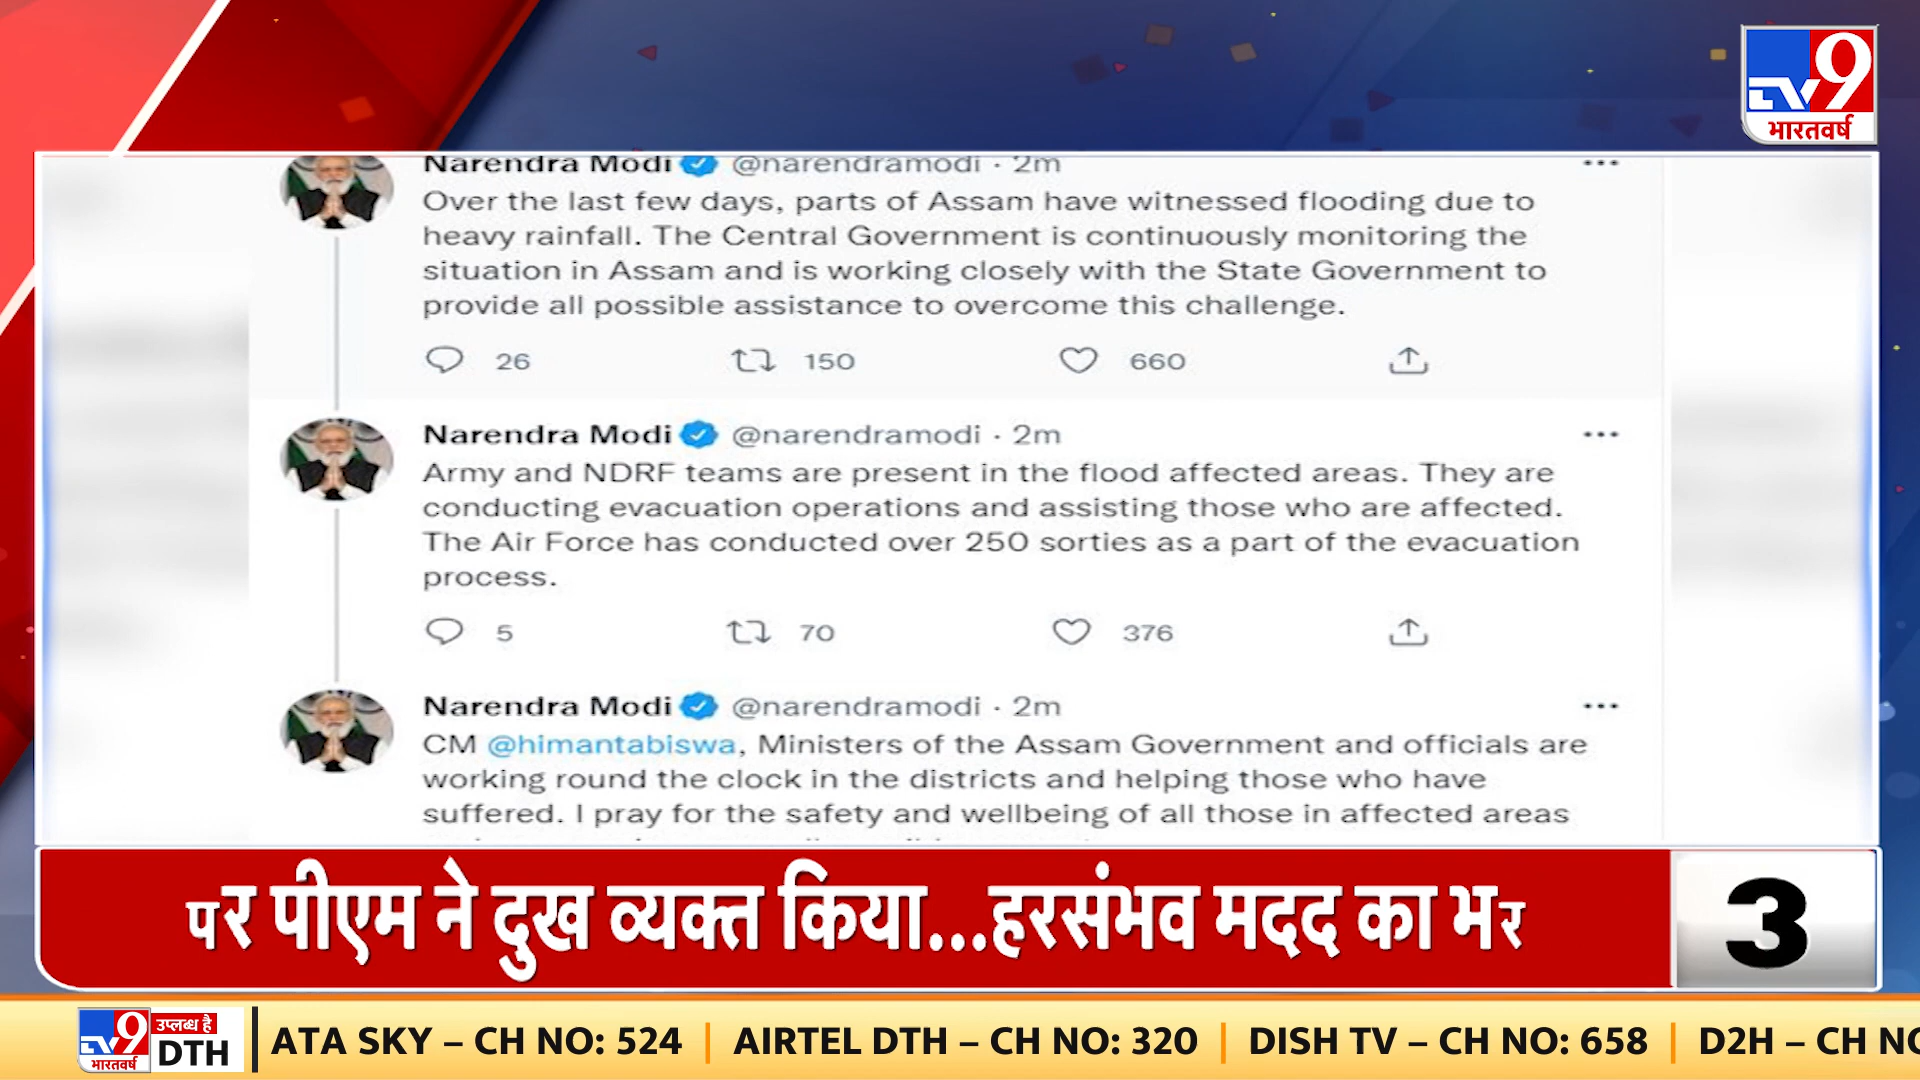 TV9
भारतवर्ष
Narendra Modi @narendramodi · 2m
Over the last few days, parts of Assam have witnessed flooding due to
heavy rainfall. The Central Government is continuously monitoring the
situation in Assam and is working closely with the State Government to
provide all possible assistance to overcome this challenge.
26 150 660
Narendra Modi @narendramodi · 2m
Army and NDRF teams are present in the flood affected areas. They are
conducting evacuation operations and assisting those who are affected.
The Air Force has conducted over 250 sorties as a part of the evacuation
process.
5 70 376
Narendra Modi @narendramodi · 2m
CM @himantabiswa, Ministers of the Assam Government and officials are
working round the clock in the districts and helping those who have
suffered. I pray for the safety and wellbeing of all those in affected areas
पर पीएम ने दुख व्यक्त किया...हरसंभव मदद का भर
3
TV9 भारतवर्ष उपलब्ध है DTH
ATA SKY – CH NO: 524 | AIRTEL DTH – CH NO: 320 | DISH TV – CH NO: 658 | D2H – CH NO